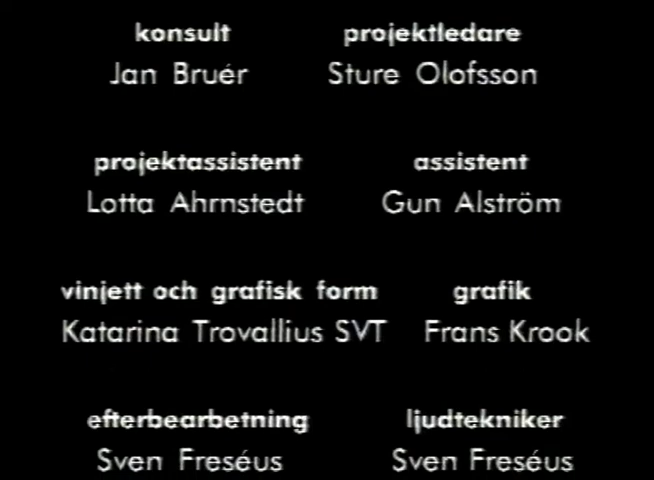 konsult projektledare
Jan Bruér Sture Olofsson
projektassistent assistent
Lotta Ahrnstedt Gun Alström
vinjett och grafisk form grafik
Katarina Trovallius SVT Frans Krook
efterbearbetning ljudtekniker
Sven Freséus Sven Freséus